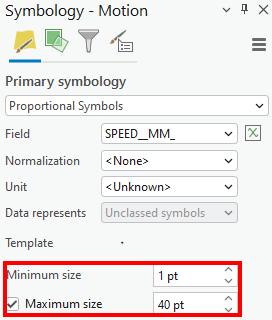 Symbology - Motion
Primary symbology
Proportional Symbols
Field SPEED__MM_
Normalization <None>
Unit <Unknown>
Data represents Unclassed symbols
Template
Minimum size 1 pt
Maximum size 40 pt